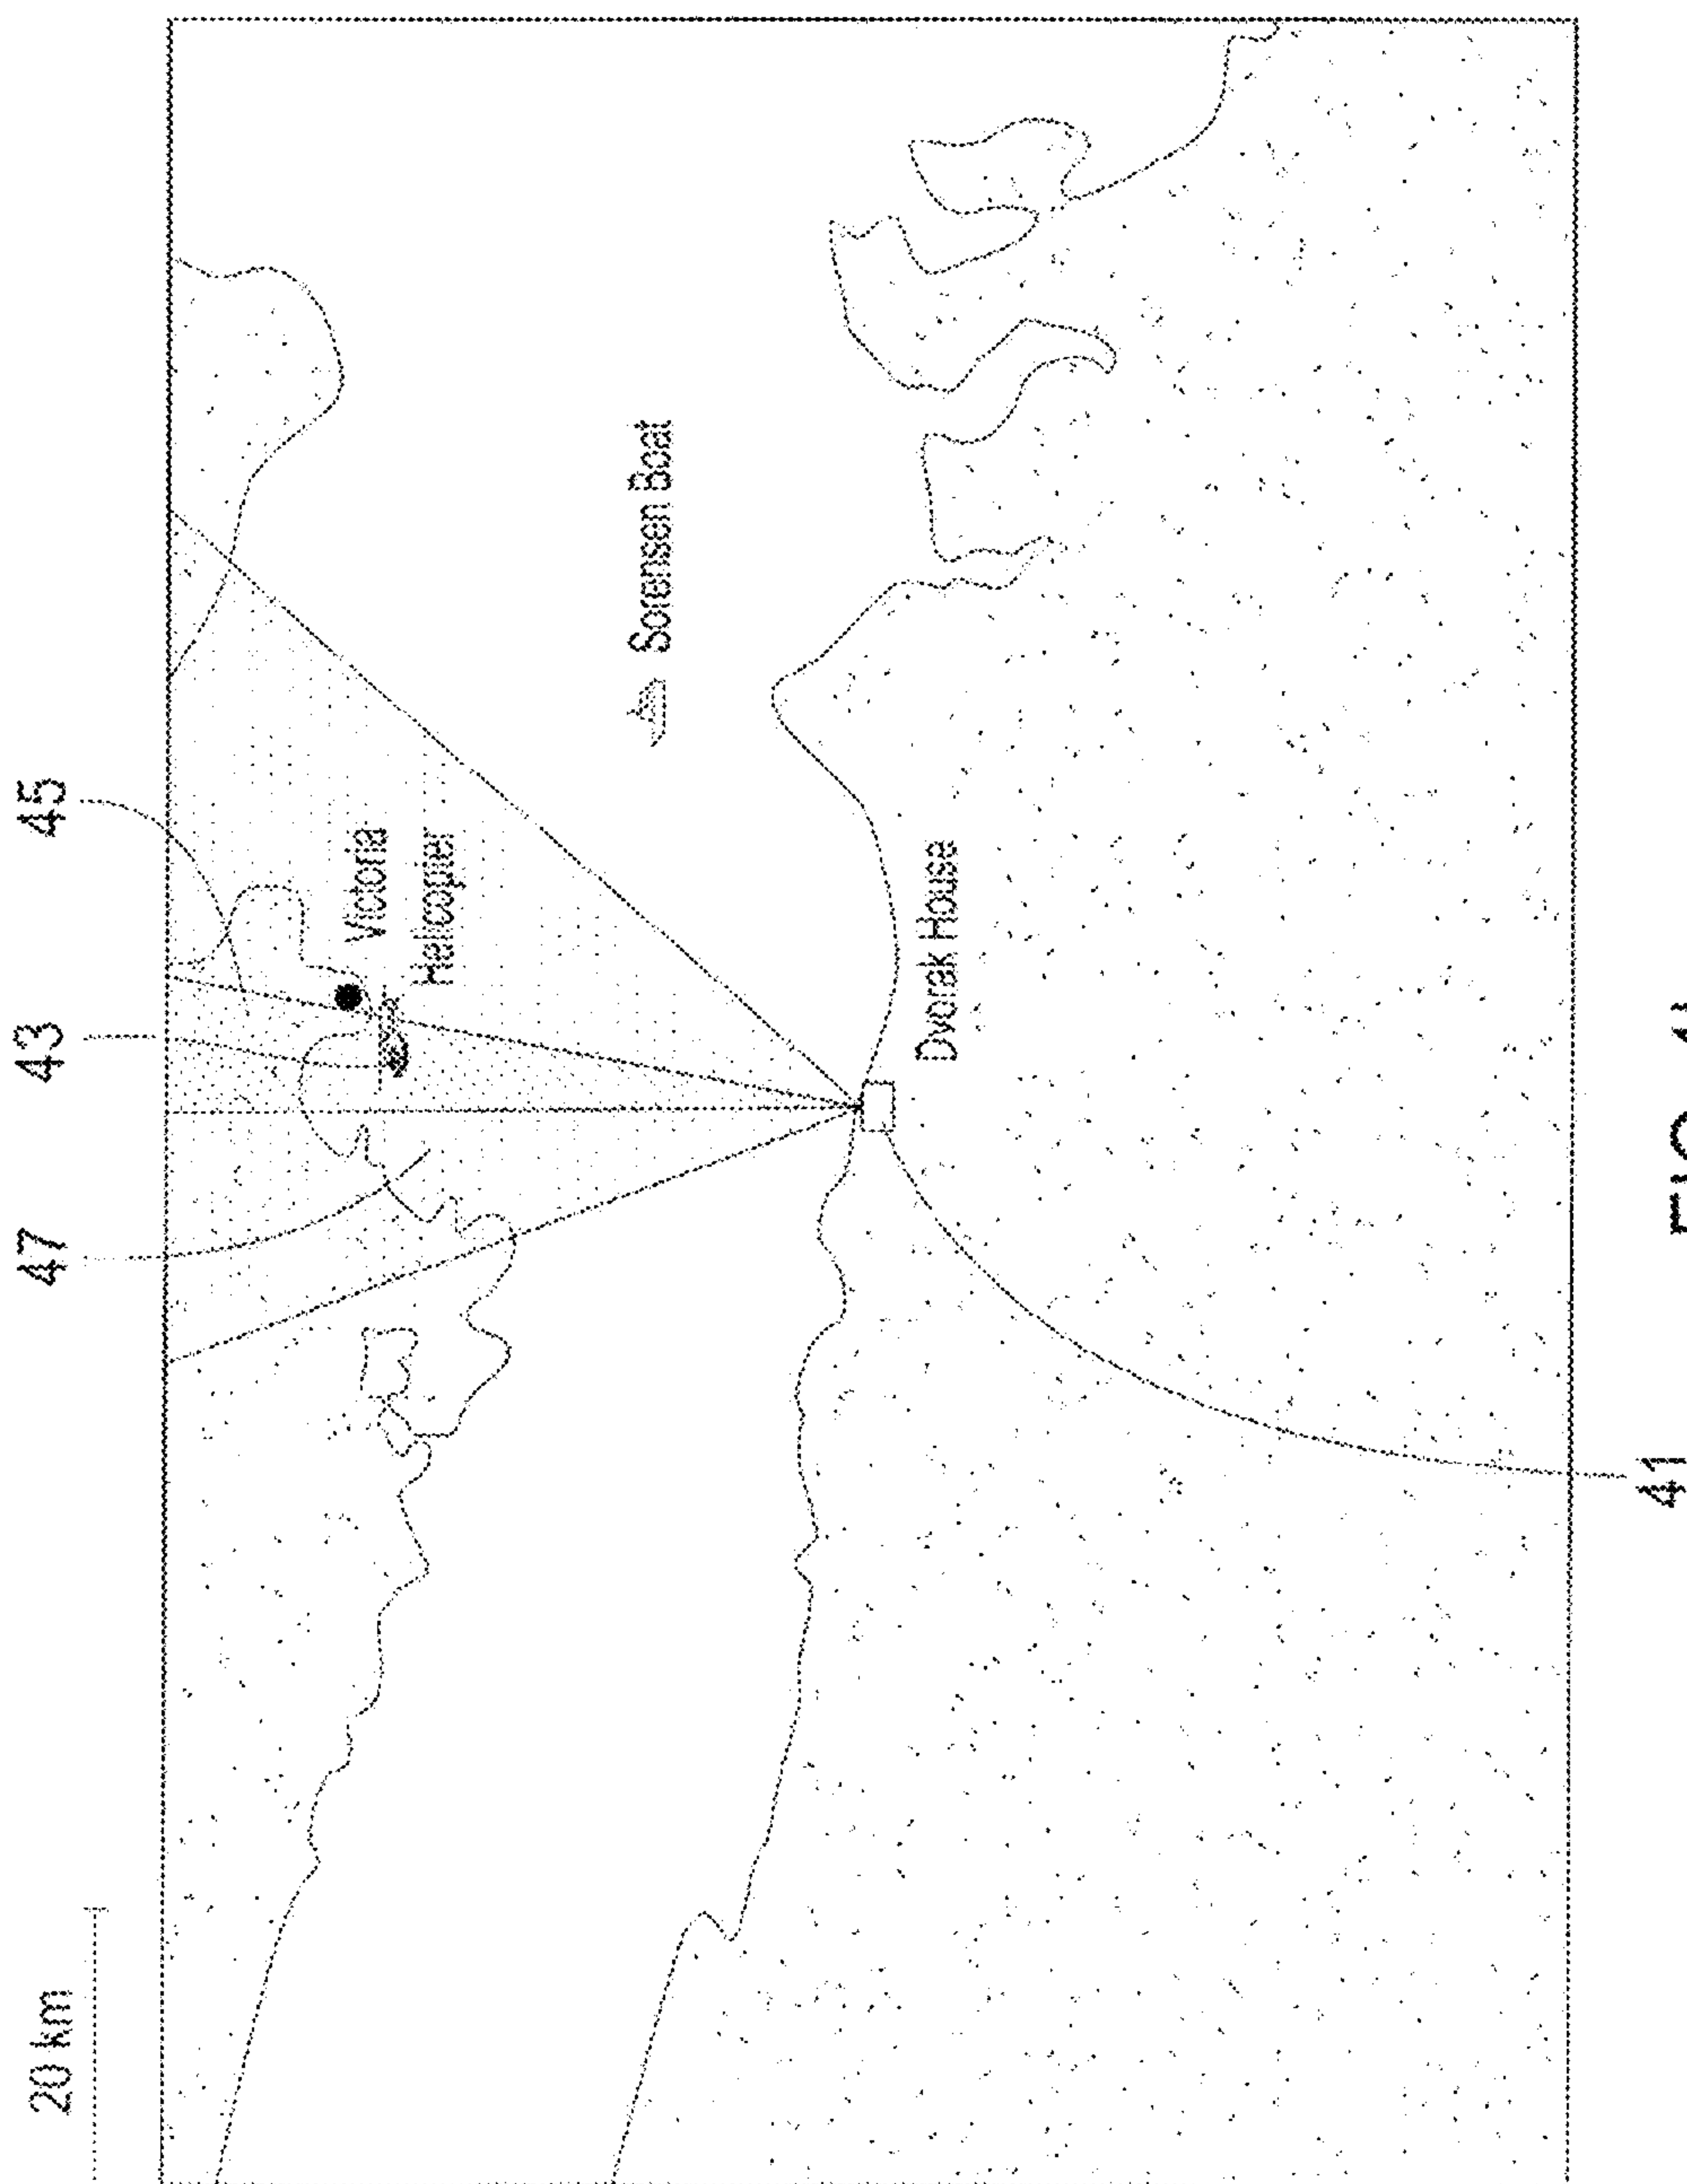 20 km
47
43
45
Victoria
Helicopter
Sorensen Boat
Dvorak House
41